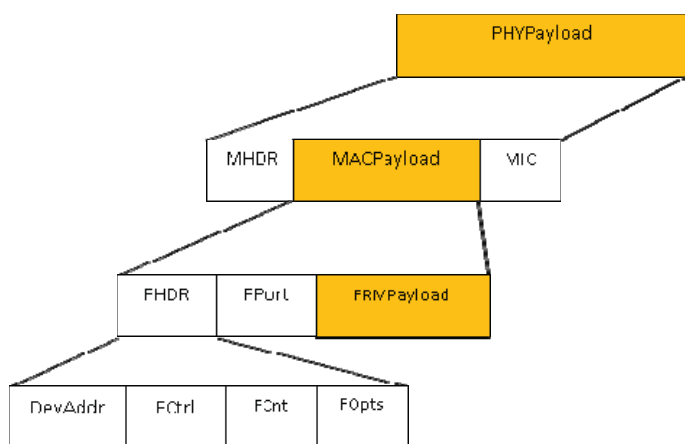 PHYPayload
MHDR MACPayload MIC
FHDR FPort FRMPayload
DevAddr FCtrl FCnt FOpts